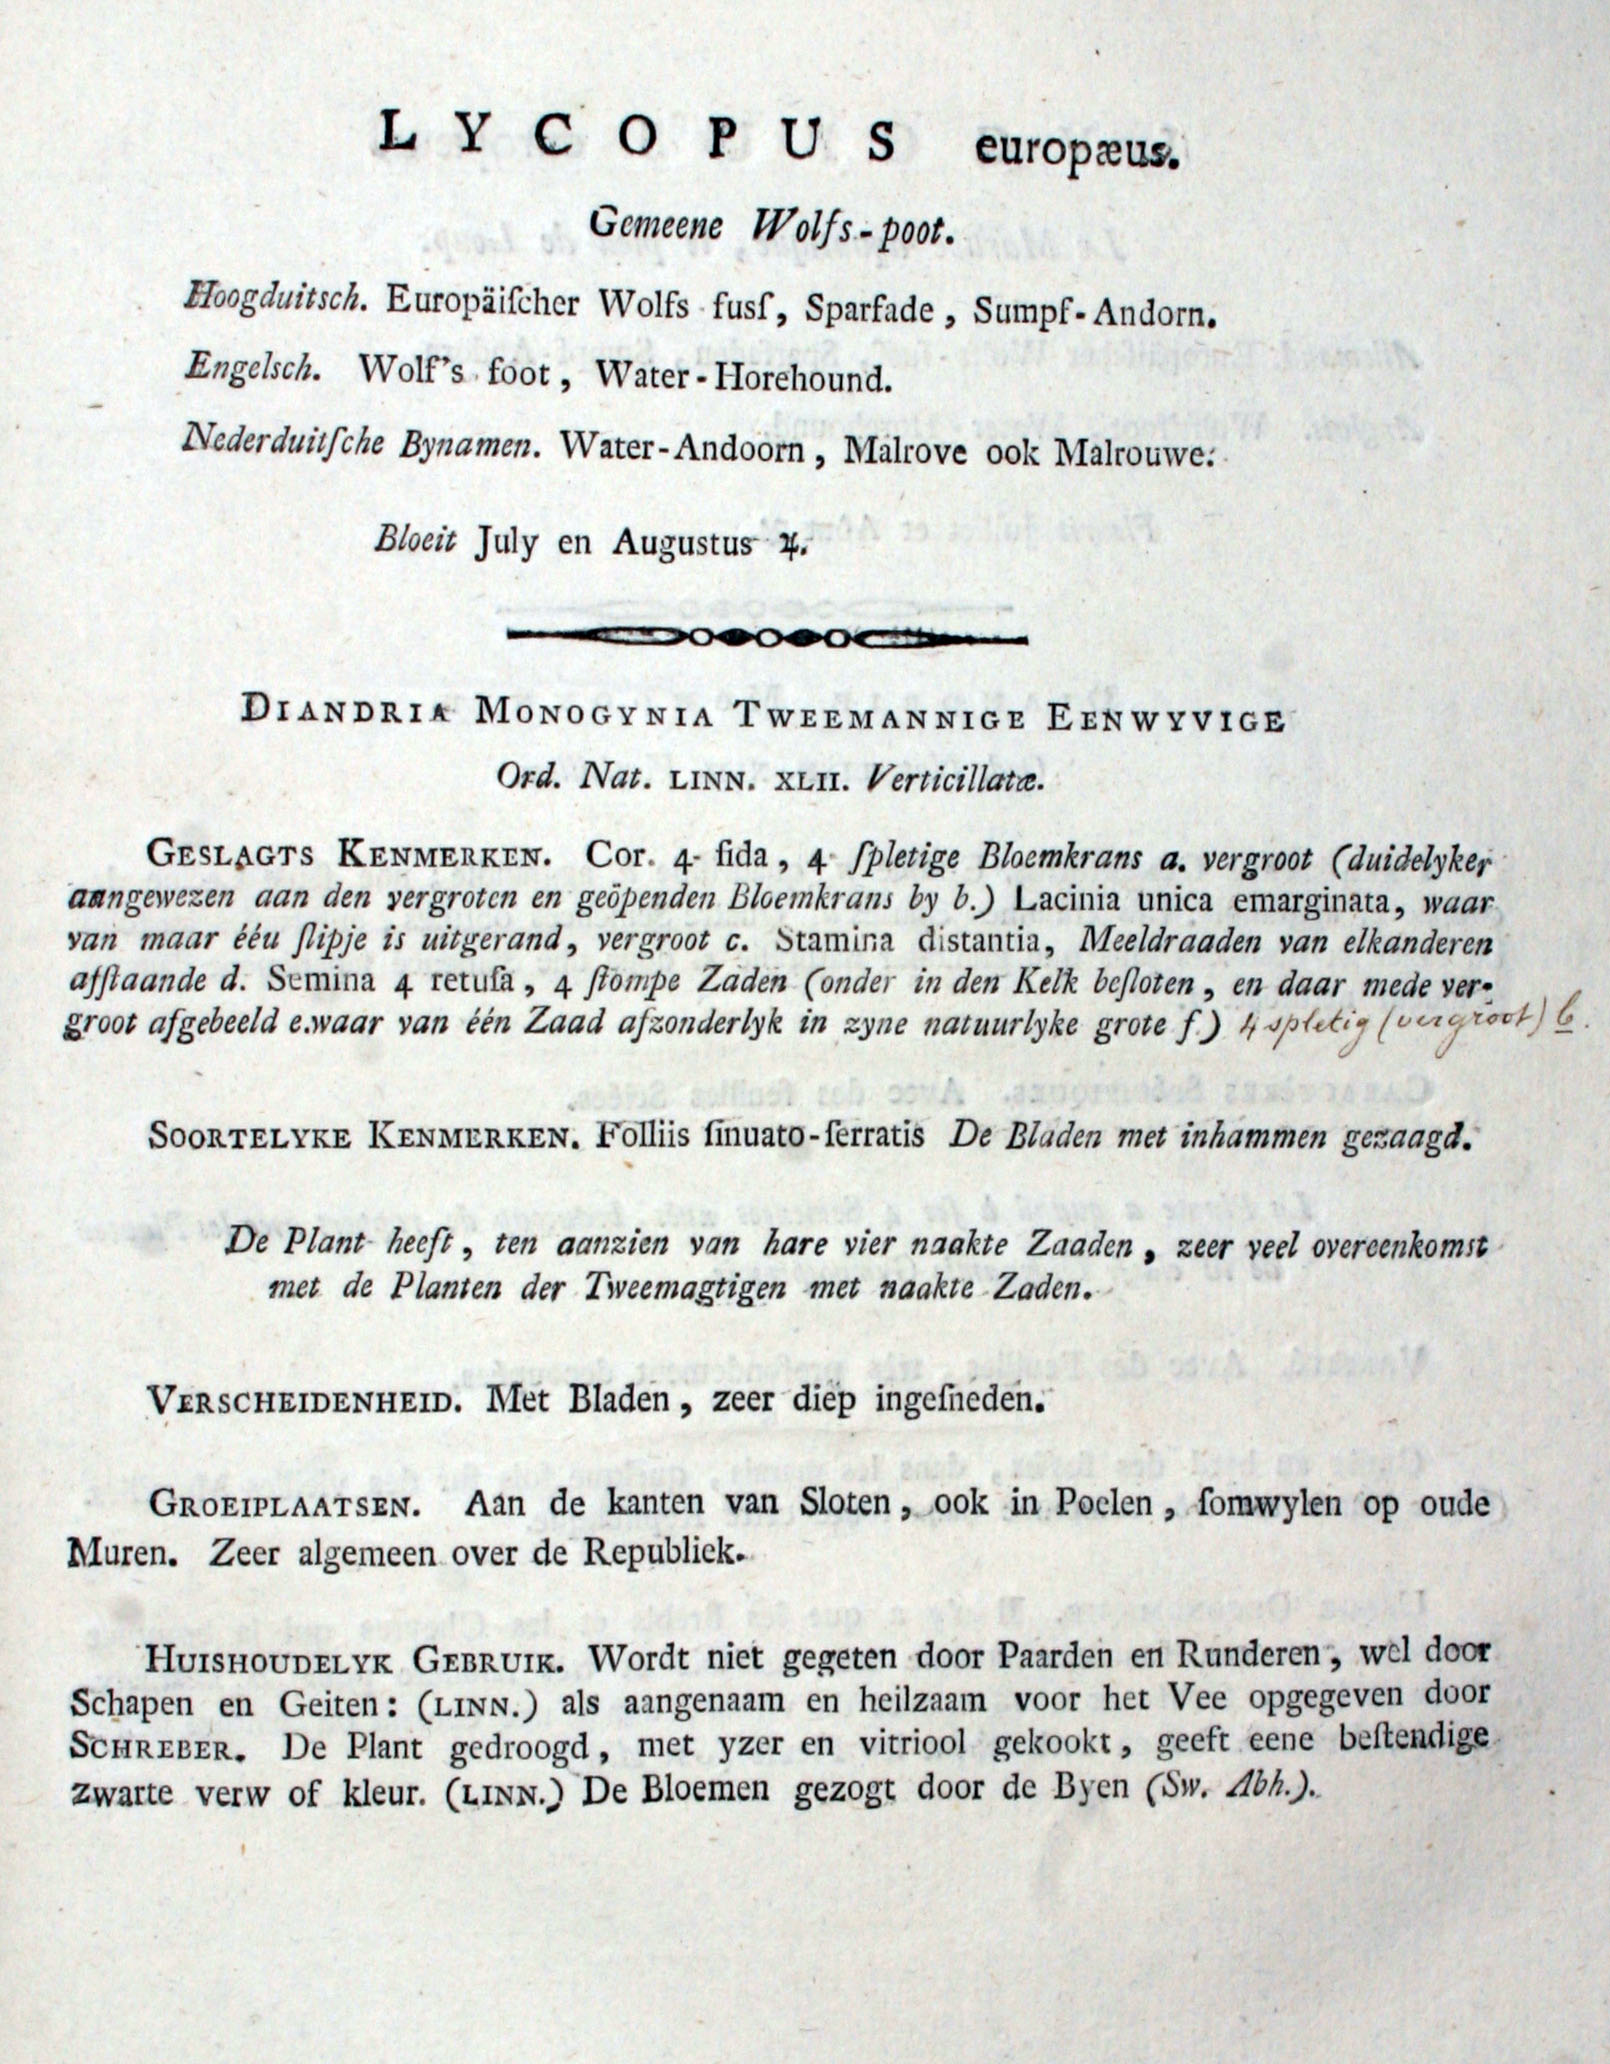 LYCOPUS europæus.
Gemeene Wolfs-poot.
Hoogduitsch. Europäiſcher Wolfs fusſ, Sparfade, Sumpf-Andorn.
Engelsch. Wolf's foot, Water-Horehound.
Nederduitſche Bynamen. Water-Andoorn, Malrove ook Malrouwe.
Bloeit July en Augustus ♃.
DIANDRIA MONOGYNIA TWEEMANNIGE EENWYVIGE
Ord. Nat. LINN. XLII. Verticillatæ.
GESLAGTS KENMERKEN. Cor. 4- fida, 4 ſpletige Bloemkrans a. vergroot (duidelyker
aangewezen aan den vergroten en geöpenden Bloemkrans by b.) Lacinia unica emarginata, waar
van maar ééu ſlipje is uitgerand, vergroot c. Stamina distantia, Meeldraaden van elkanderen
afſtaande d. Semina 4 retuſa, 4 ſtompe Zaden (onder in den Kelk beſloten, en daar mede ver-
groot afgebeeld e.waar van één Zaad afzonderlyk in zyne natuurlyke grote f.) 4 spletig (vergroot) b.
SOORTELYKE KENMERKEN. Folliis ſinuato-ſerratis De Bladen met inhammen gezaagd.
De Plant heeft, ten aanzien van hare vier naakte Zaaden, zeer veel overeenkomst
met de Planten der Tweemagtigen met naakte Zaden.
VERSCHEIDENHEID. Met Bladen, zeer diep ingeſneden.
GROEIPLAATSEN. Aan de kanten van Sloten, ook in Poelen, ſomwylen op oude
Muren. Zeer algemeen over de Republiek.
HUISHOUDELYK GEBRUIK. Wordt niet gegeten door Paarden en Runderen, wel door
Schapen en Geiten: (LINN.) als aangenaam en heilzaam voor het Vee opgegeven door
SCHREBER. De Plant gedroogd, met yzer en vitriool gekookt, geeft eene beſtendige
zwarte verw of kleur. (LINN.) De Bloemen gezogt door de Byen (Sw. Abh.).